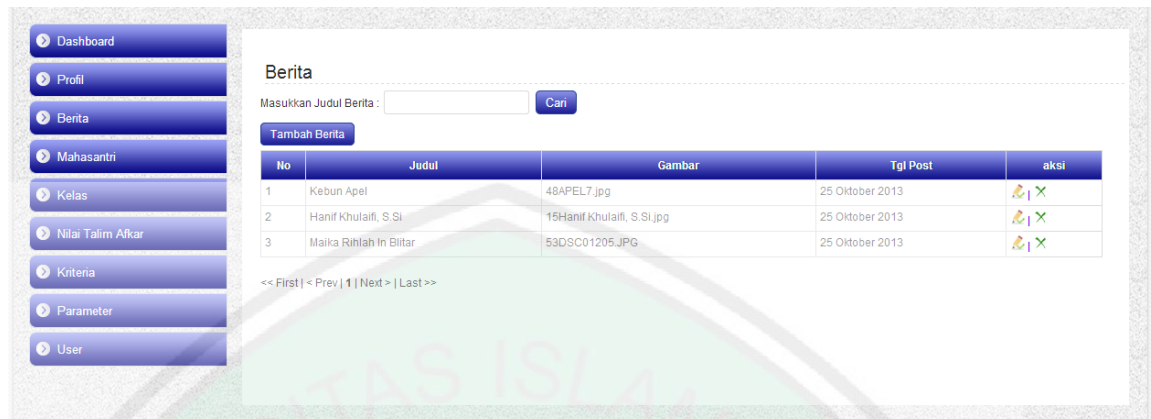 Dashboard
Profil
Berita
Mahasantri
Kelas
Nilai Talim Afkar
Kriteria
Parameter
User
Berita
Masukkan Judul Berita : Cari
Tambah Berita
No Judul Gambar Tgl Post aksi
1 Kebun Apel 48APEL7.jpg 25 Oktober 2013 |
2 Hanif Khulaifi, S.Si 15Hanif Khulaifi, S.Si.jpg 25 Oktober 2013 |
3 Maika Rihlah In Blitar 53DSC01205.JPG 25 Oktober 2013 |
<< First | < Prev | 1 | Next > | Last >>
TAS ISLA